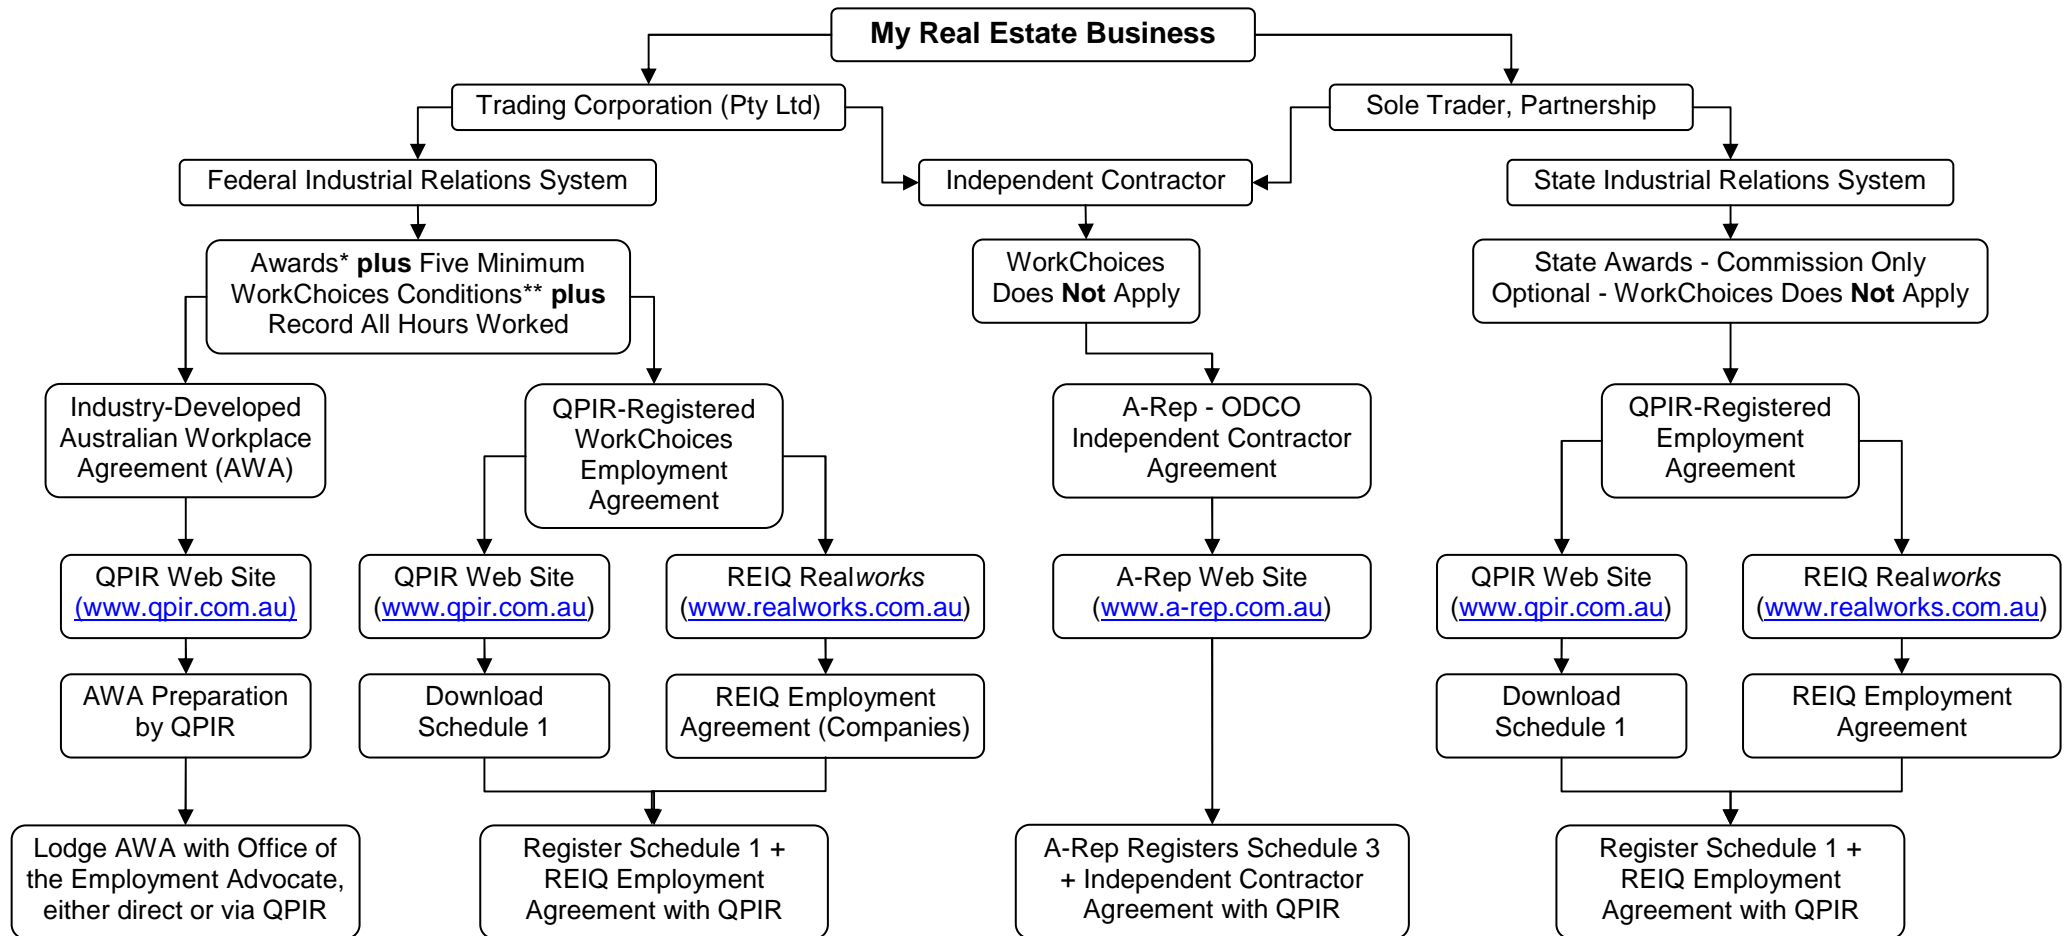 My Real Estate Business
Trading Corporation (Pty Ltd)
Sole Trader, Partnership
Federal Industrial Relations System
Independent Contractor
State Industrial Relations System
Awards* plus Five Minimum
WorkChoices Conditions** plus
Record All Hours Worked
WorkChoices
Does Not Apply
State Awards - Commission Only
Optional - WorkChoices Does Not Apply
Industry-Developed
Australian Workplace
Agreement (AWA)
QPIR-Registered
WorkChoices
Employment
Agreement
A-Rep - ODCO
Independent Contractor
Agreement
QPIR-Registered
Employment
Agreement
QPIR Web Site
(www.qpir.com.au)
QPIR Web Site
(www.qpir.com.au)
REIQ Realworks
(www.realworks.com.au)
A-Rep Web Site
(www.a-rep.com.au)
QPIR Web Site
(www.qpir.com.au)
REIQ Realworks
(www.realworks.com.au)
AWA Preparation
by QPIR
Download
Schedule 1
REIQ Employment
Agreement (Companies)
Download
Schedule 1
REIQ Employment
Agreement
Lodge AWA with Office of
the Employment Advocate,
either direct or via QPIR
Register Schedule 1 +
REIQ Employment
Agreement with QPIR
A-Rep Registers Schedule 3
+ Independent Contractor
Agreement with QPIR
Register Schedule 1 +
REIQ Employment
Agreement with QPIR